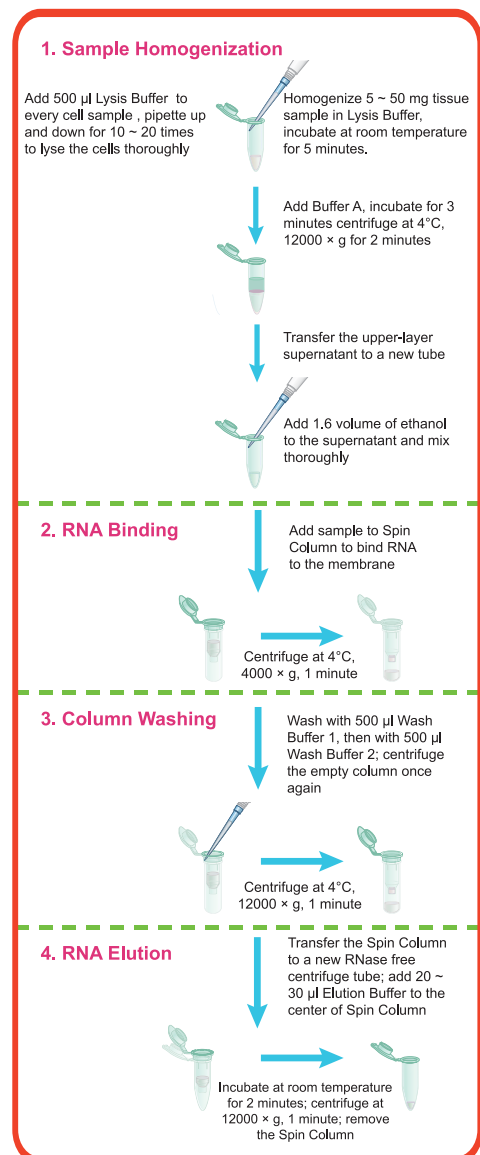 1. Sample Homogenization
Add 500 µl Lysis Buffer to
every cell sample , pipette up
and down for 10 ~ 20 times
to lyse the cells thoroughly
Homogenize 5 ~ 50 mg tissue
sample in Lysis Buffer,
incubate at room temperature
for 5 minutes.
Add Buffer A, incubate for 3
minutes centrifuge at 4°C,
12000 × g for 2 minutes
Transfer the upper-layer
supernatant to a new tube
Add 1.6 volume of ethanol
to the supernatant and mix
thoroughly
2. RNA Binding
Add sample to Spin
Column to bind RNA
to the membrane
Centrifuge at 4°C,
4000 × g, 1 minute
3. Column Washing
Wash with 500 µl Wash
Buffer 1, then with 500 µl
Wash Buffer 2; centrifuge
the empty column once
again
Centrifuge at 4°C,
12000 × g, 1 minute
4. RNA Elution
Transfer the Spin Column
to a new RNase free
centrifuge tube; add 20 ~
30 µl Elution Buffer to the
center of Spin Column
Incubate at room temperature
for 2 minutes; centrifuge at
12000 × g, 1 minute; remove
the Spin Column